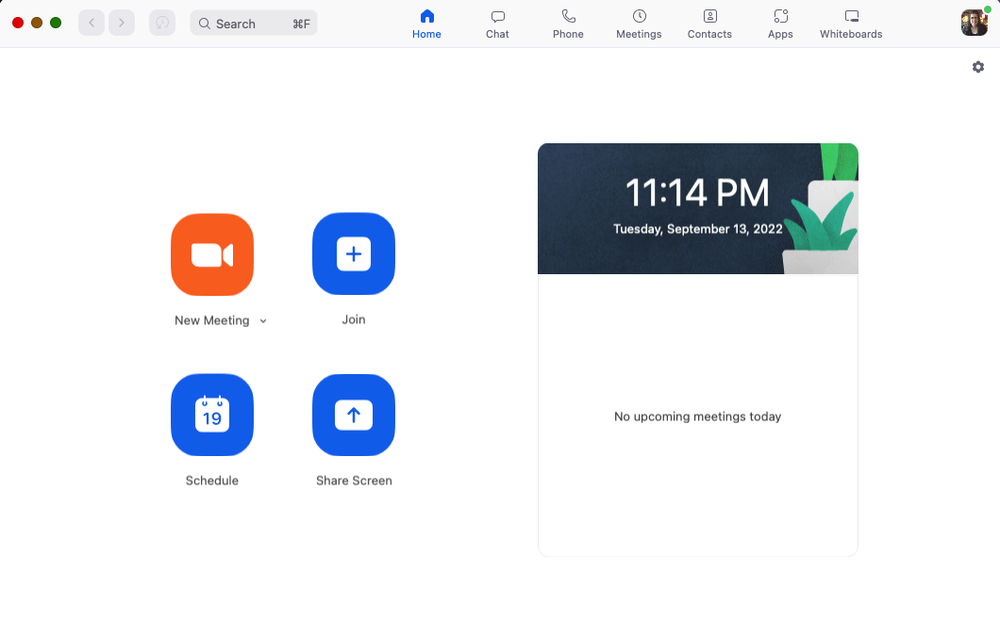 Search ⌘F
Home
Chat
Phone
Meetings
Contacts
Apps
Whiteboards
11:14 PM
Tuesday, September 13, 2022
New Meeting
Join
19
Schedule
Share Screen
No upcoming meetings today